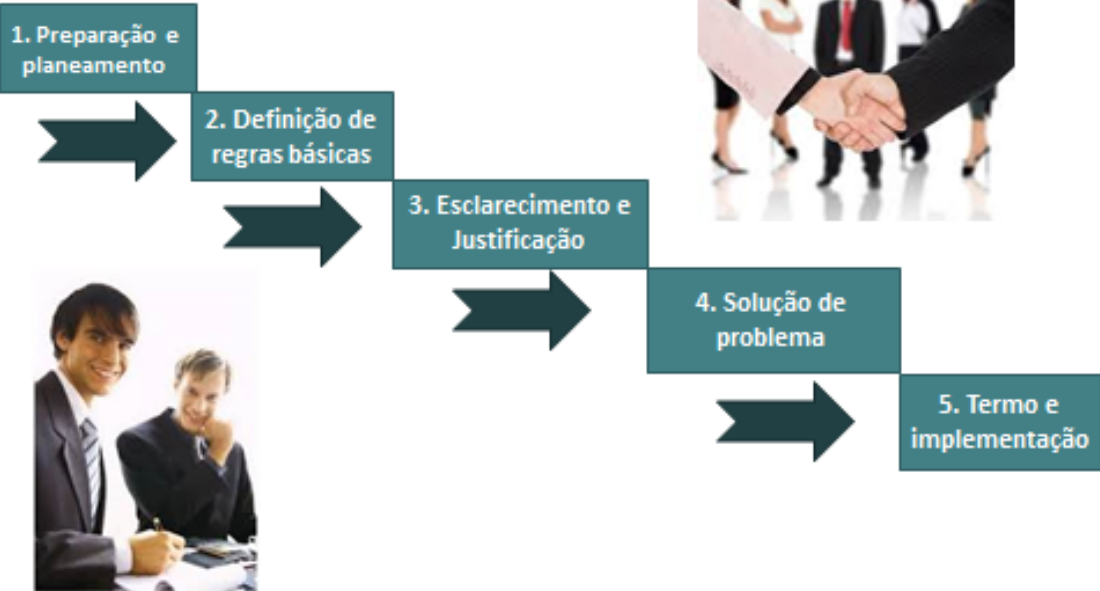 1. Preparação e
planeamento
2. Definição de
regras básicas
3. Esclarecimento e
Justificação
4. Solução de
problema
5. Termo e
implementação